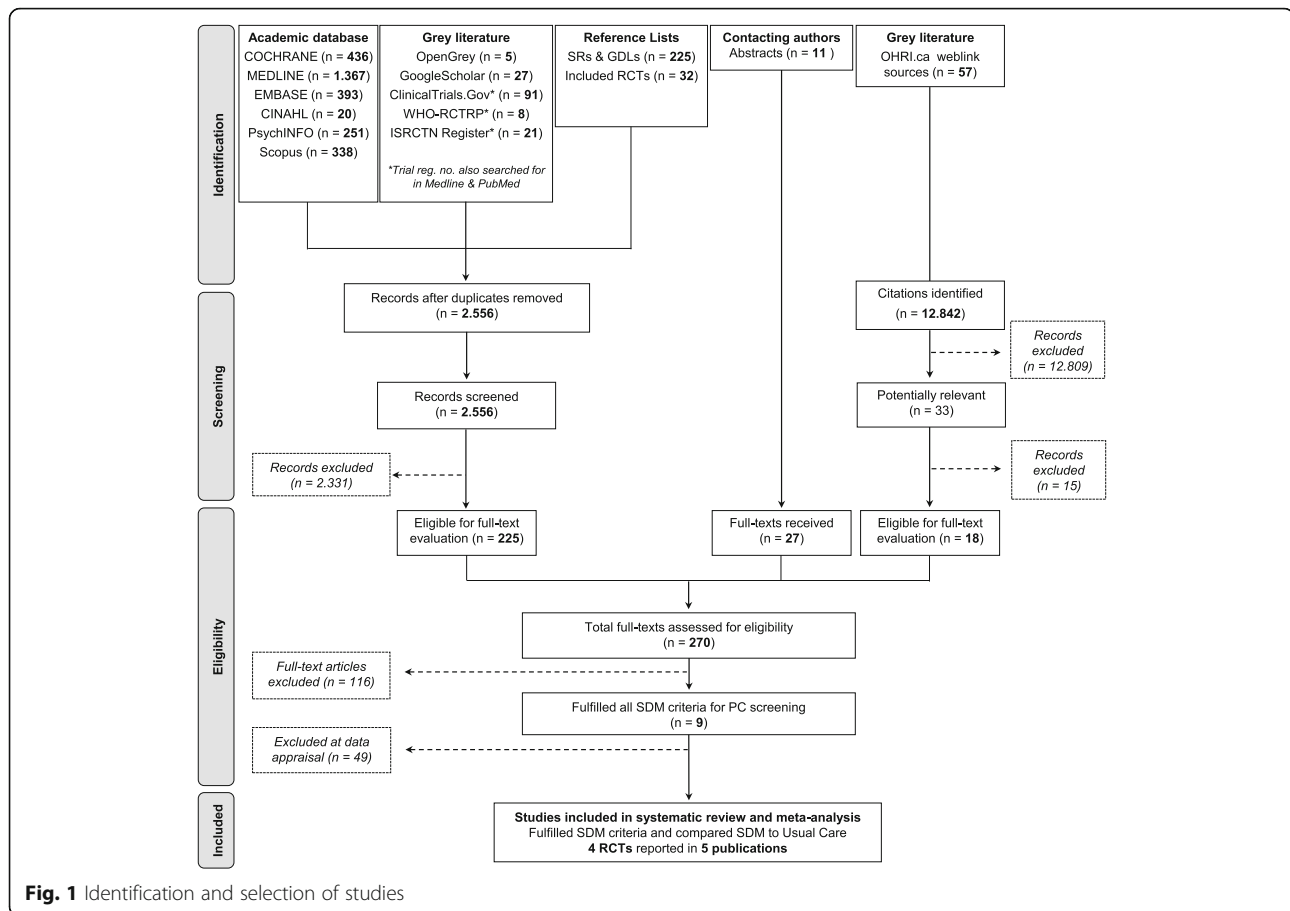 Identification
Screening
Eligibility
Included
Academic database
COCHRANE (n = 436)
MEDLINE (n = 1.367)
EMBASE (n = 393)
CINAHL (n = 20)
PsychINFO (n = 251)
Scopus (n = 338)
Grey literature
OpenGrey (n = 5)
GoogleScholar (n = 27)
ClinicalTrials.Gov* (n = 91)
WHO-RCTRP* (n = 8)
ISRCTN Register* (n = 21)
*Trial reg. no. also searched for
in Medline & PubMed
Reference Lists
SRs & GDLs (n = 225)
Included RCTs (n = 32)
Contacting authors
Abstracts (n = 11 )
Grey literature
OHRI.ca weblink
sources (n = 57)
Records after duplicates removed
(n = 2.556)
Citations identified
(n = 12.842)
Records
excluded
(n = 12.809)
Records screened
(n = 2.556)
Potentially relevant
(n = 33)
Records excluded
(n = 2.331)
Records
excluded
(n = 15)
Eligible for full-text
evaluation (n = 225)
Full-texts received
(n = 27)
Eligible for full-text
evaluation (n = 18)
Total full-texts assessed for eligibility
(n = 270)
Full-text articles
excluded (n = 116)
Fulfilled all SDM criteria for PC screening
(n = 9)
Excluded at data
appraisal (n = 49)
Studies included in systematic review and meta-analysis
Fulfilled SDM criteria and compared SDM to Usual Care
4 RCTs reported in 5 publications
Fig. 1 Identification and selection of studies